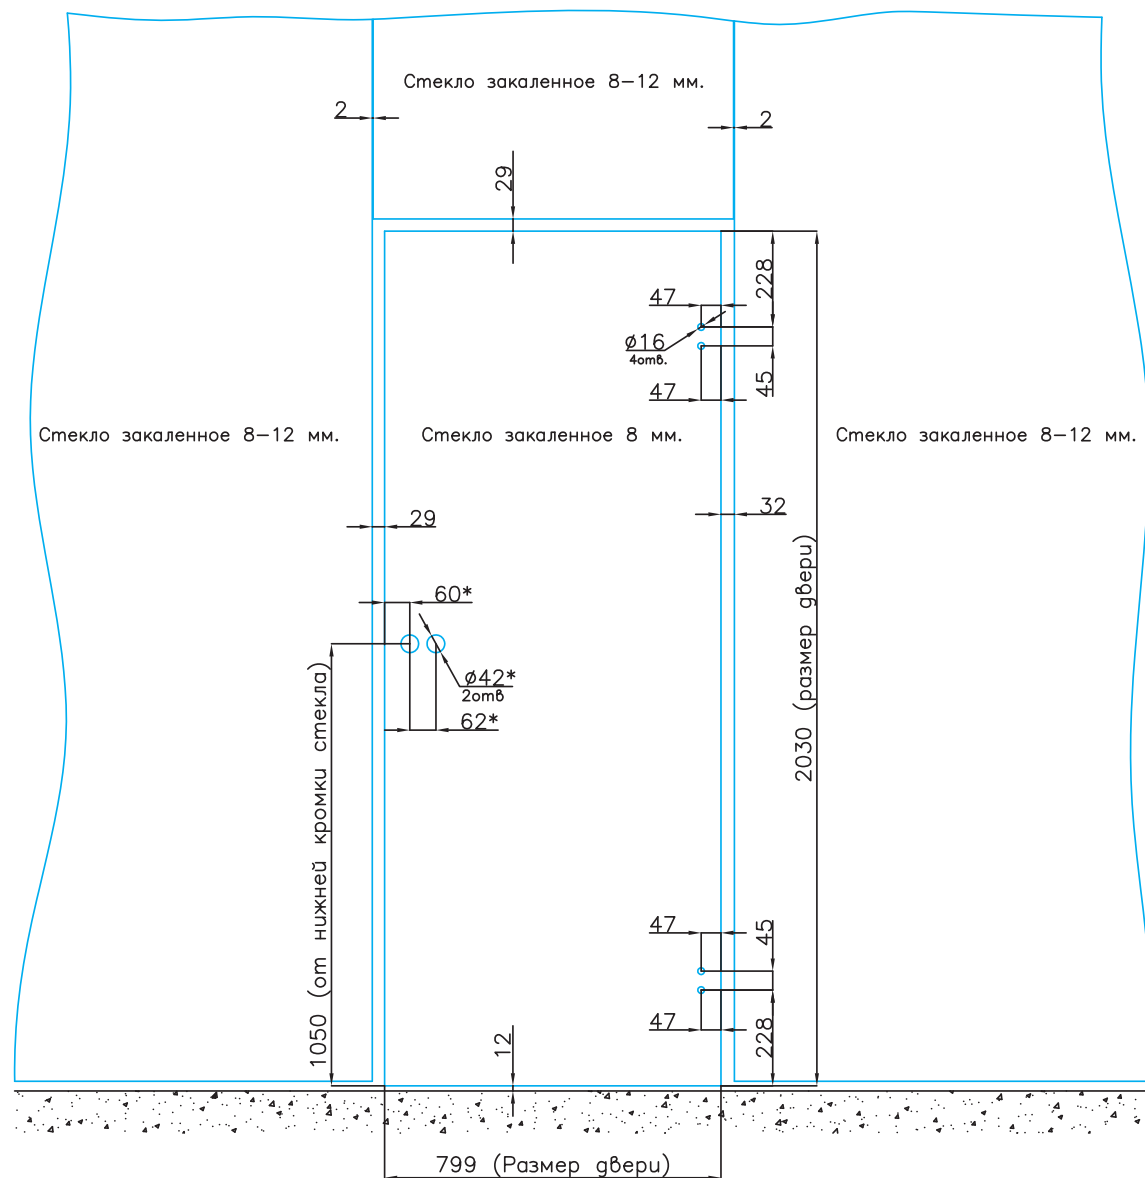 Стекло закаленное 8-12 мм.
2
2
29
228
47
ø16
4отв.
45
47
Стекло закаленное 8-12 мм.
Стекло закаленное 8 мм.
Стекло закаленное 8-12 мм.
29
32
60*
ø42*
2отв
62*
2030 (размер двери)
1050 (от нижней кромки стекла)
47
45
47
228
12
799 (Размер двери)